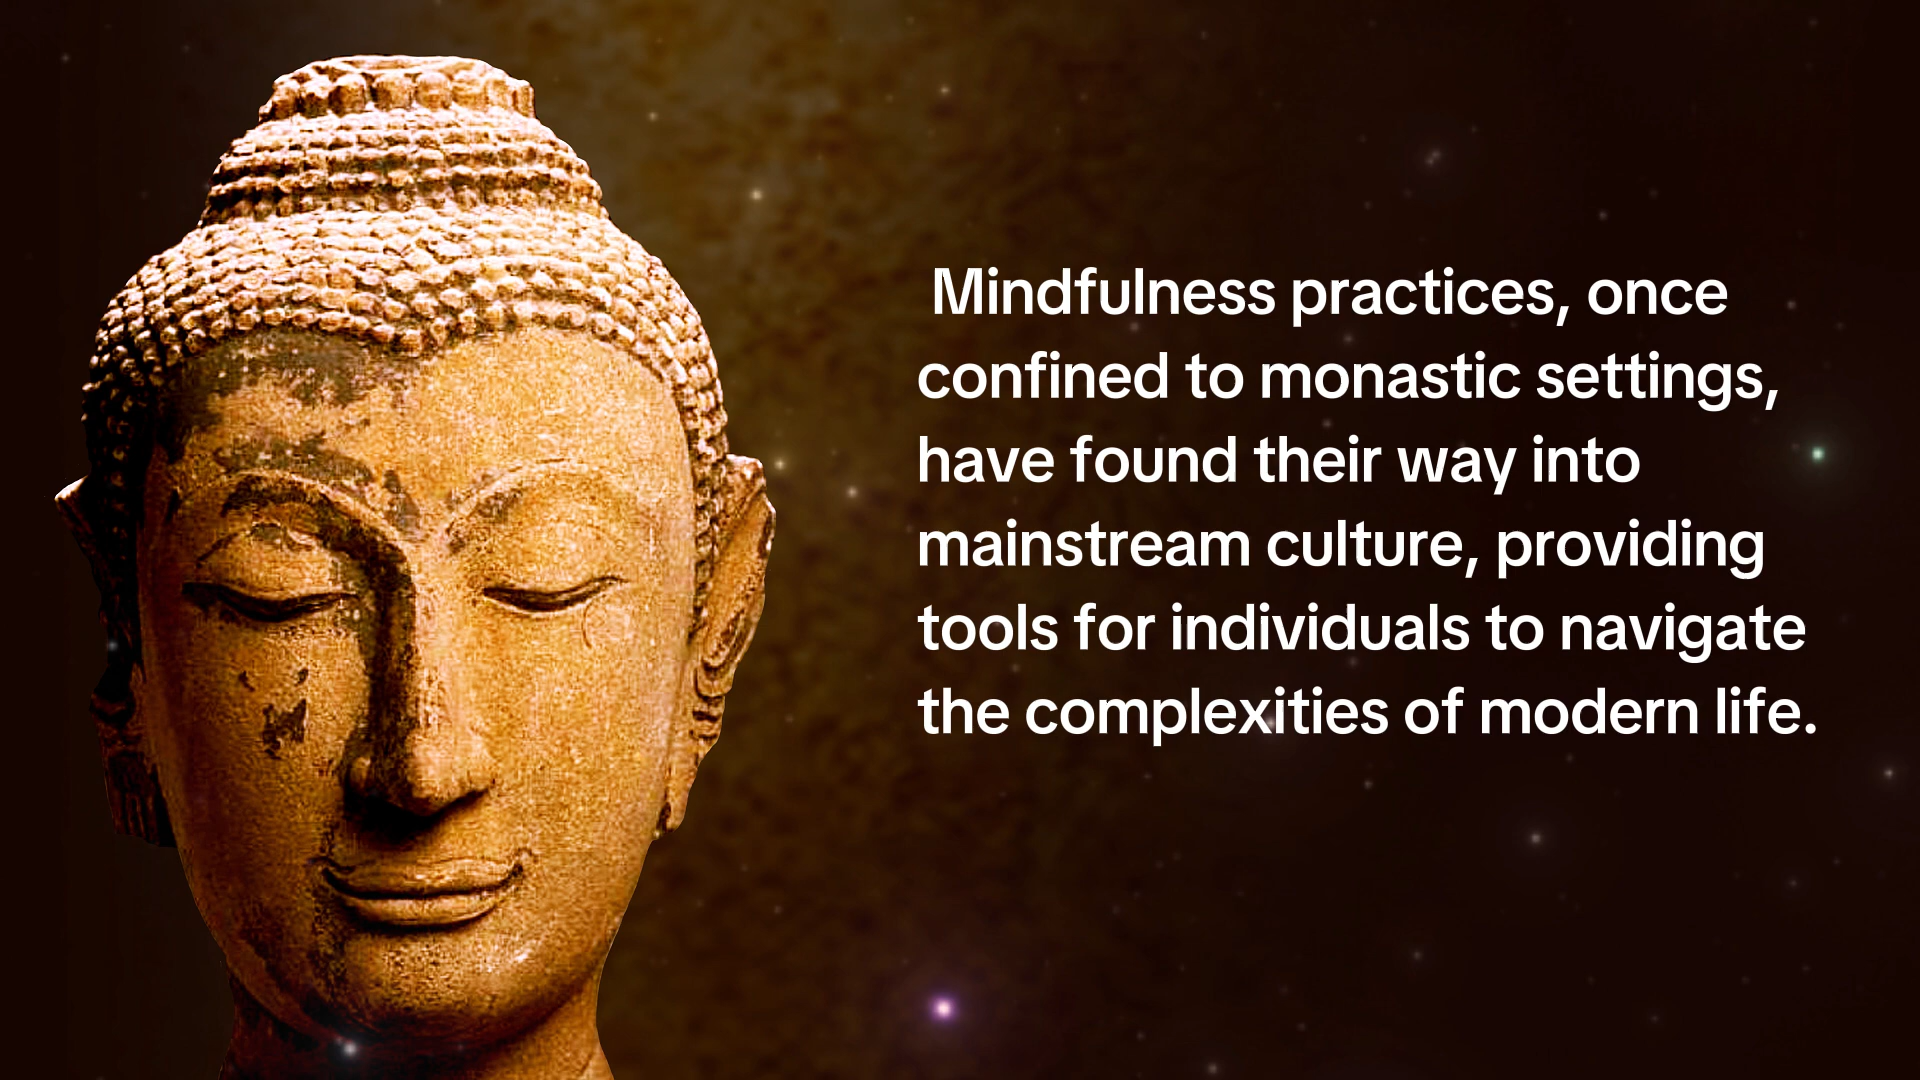 Mindfulness practices, once
confined to monastic settings,
have found their way into
mainstream culture, providing
tools for individuals to navigate
the complexities of modern life.